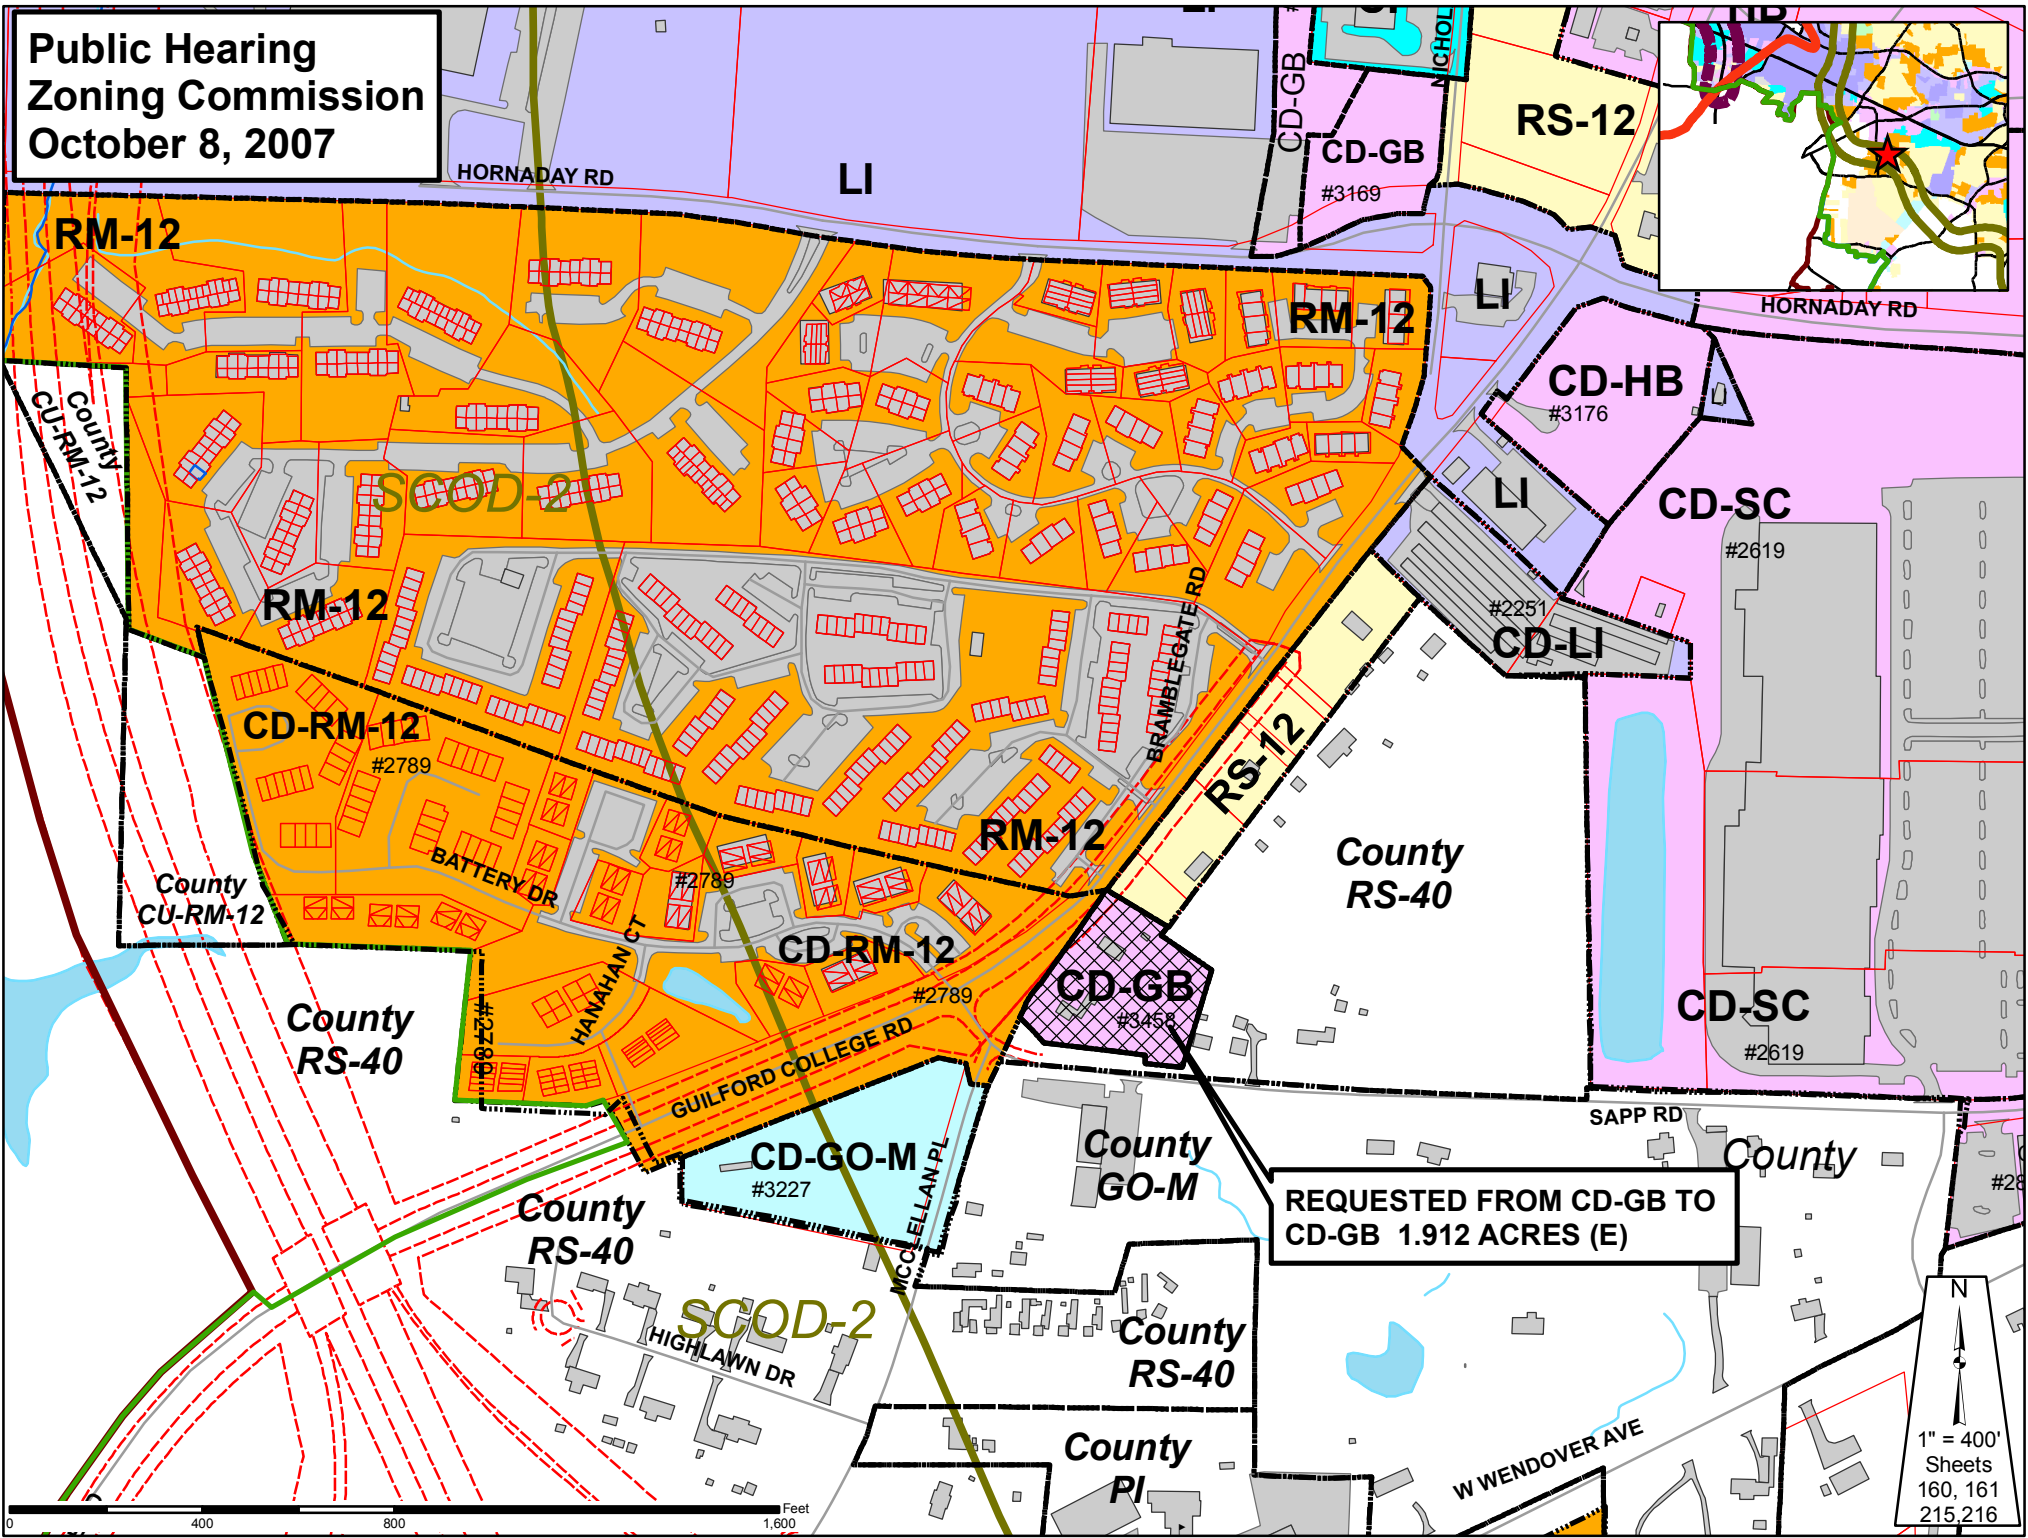 Public Hearing
Zoning Commission
October 8, 2007
HORNADAY RD
LI
CD-GB
CD-GB
#3169
RS-12
HB
HORNADAY RD
RM-12
RM-12
LI
CD-HB
#3176
County
CU-RM-12
SCOD-2
LI
CD-SC
#2619
RM-12
#2251
CD-LI
BRAMBLEGATE RD
CD-RM-12
#2789
RS-12
RM-12
County
RS-40
BATTERY DR
#2789
County
CU-RM-12
CD-RM-12
#2789
HANAHAN CT
#2789
CD-GB
#3458
CD-SC
#2619
County
RS-40
GUILFORD COLLEGE RD
SAPP RD
CD-GO-M
#3227
MCCLELLAN PL
County
GO-M
County
REQUESTED FROM CD-GB TO
CD-GB 1.912 ACRES (E)
County
RS-40
SCOD-2
HIGHLAWN DR
County
RS-40
County
PI
W WENDOVER AVE
N
1" = 400'
Sheets
160, 161
215,216
Feet
0 400 800 1,600